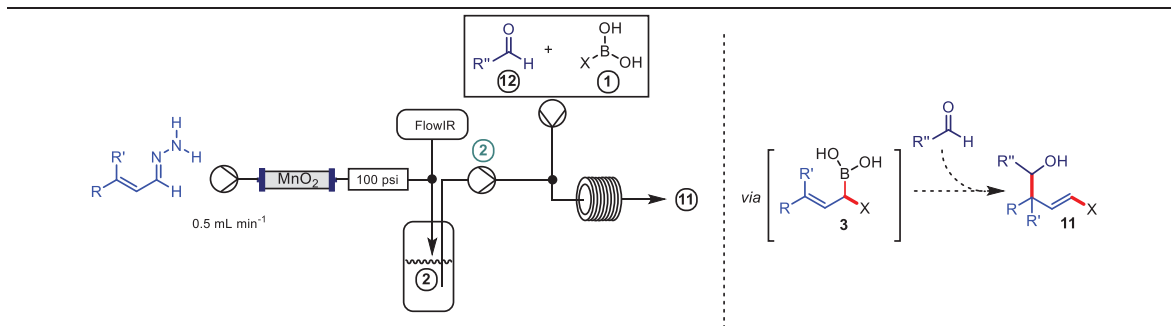 H
N
N
H
R'
R
H
0.5 mL min⁻¹
MnO₂
100 psi
FlowIR
2
2
O
R"
H
12
+
OH
B
X
OH
1
11
via
HO
OH
B
R'
R
X
3
O
R"
H
R"
OH
R
R'
X
11